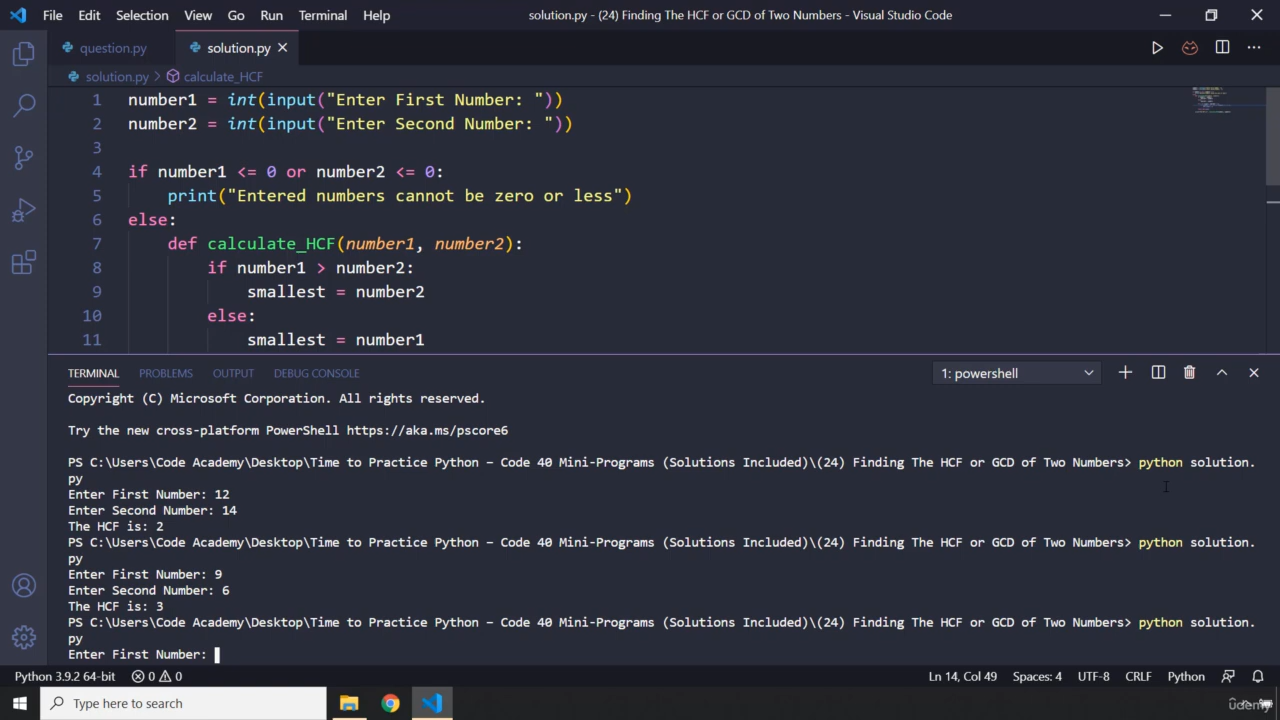 File Edit Selection View Go Run Terminal Help solution.py - (24) Finding The HCF or GCD of Two Numbers - Visual Studio Code
question.py solution.py
solution.py > calculate_HCF
1 number1 = int(input("Enter First Number: "))
2 number2 = int(input("Enter Second Number: "))
3
4 if number1 <= 0 or number2 <= 0:
5 print("Entered numbers cannot be zero or less")
6 else:
7 def calculate_HCF(number1, number2):
8 if number1 > number2:
9 smallest = number2
10 else:
11 smallest = number1
TERMINAL PROBLEMS OUTPUT DEBUG CONSOLE 1: powershell
Copyright (C) Microsoft Corporation. All rights reserved.
Try the new cross-platform PowerShell https://aka.ms/pscore6
PS C:\Users\Code Academy\Desktop\Time to Practice Python – Code 40 Mini-Programs (Solutions Included)\(24) Finding The HCF or GCD of Two Numbers> python solution.
py
Enter First Number: 12
Enter Second Number: 14
The HCF is: 2
PS C:\Users\Code Academy\Desktop\Time to Practice Python – Code 40 Mini-Programs (Solutions Included)\(24) Finding The HCF or GCD of Two Numbers> python solution.
py
Enter First Number: 9
Enter Second Number: 6
The HCF is: 3
PS C:\Users\Code Academy\Desktop\Time to Practice Python – Code 40 Mini-Programs (Solutions Included)\(24) Finding The HCF or GCD of Two Numbers> python solution.
py
Enter First Number:
Python 3.9.2 64-bit 0 0 Ln 14, Col 49 Spaces: 4 UTF-8 CRLF Python
Type here to search udemy